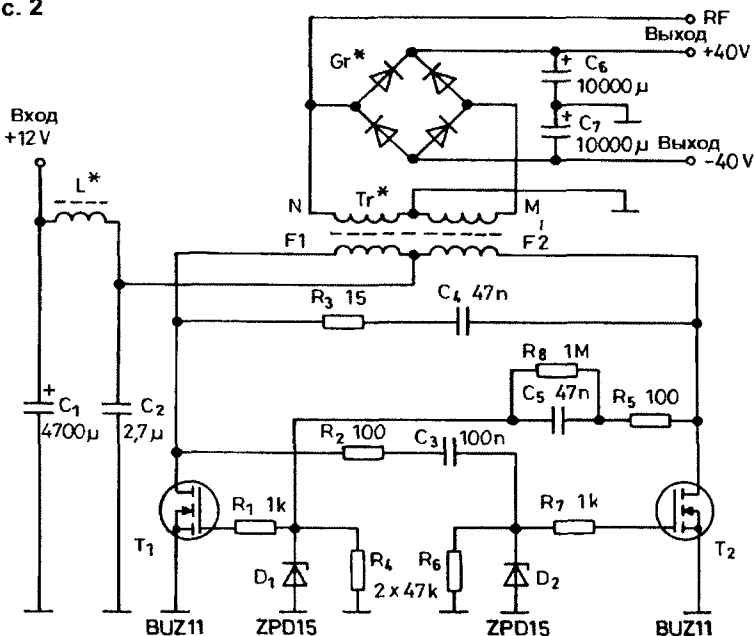 с. 2
RF
Выход
+40V
Gr*
C6
10000μ
Вход
+12V
C7
10000μ
Выход
-40V
L*
N
Tr*
M
F1
F2
R3 15
C4 47n
R8 1M
C5 47n
R5 100
C1
4700μ
C2
2,7μ
R2 100
C3
100n
R1 1k
R7 1k
T1
R4
R6
T2
D1
2x47k
D2
BUZ11
ZPD15
ZPD15
BUZ11